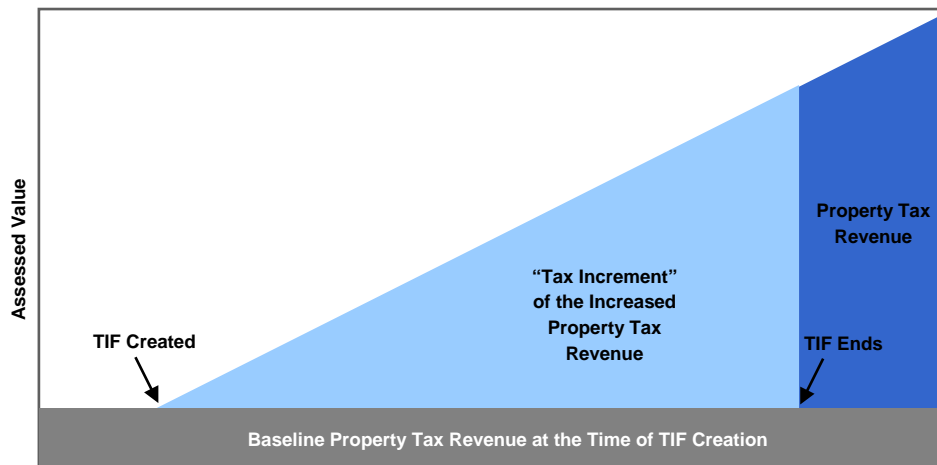 Assessed Value
TIF Created
“Tax Increment”
of the Increased
Property Tax
Revenue
Property Tax
Revenue
TIF Ends
Baseline Property Tax Revenue at the Time of TIF Creation